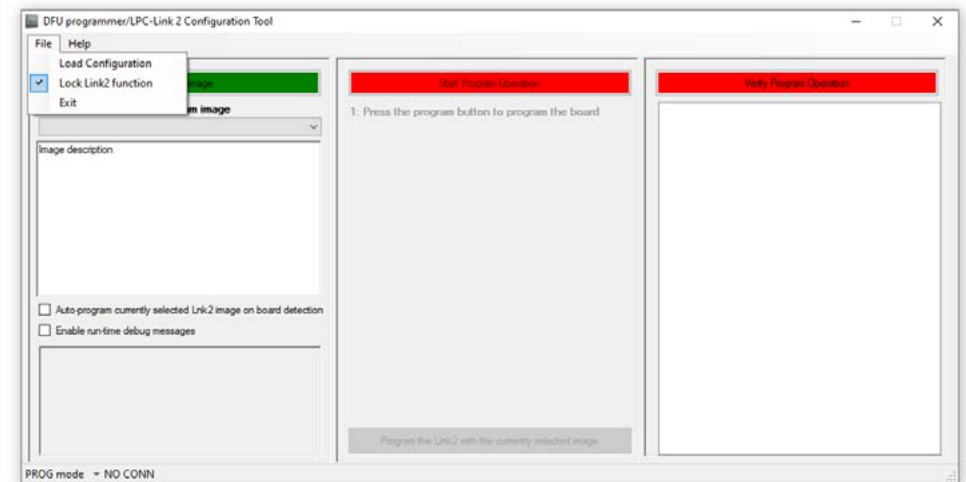 DFU programmer/LPC-Link 2 Configuration Tool
File Help
Load Configuration
Lock Link2 function
Exit
image
m image
Image description
Auto-program currently selected Link2 image on board detection
Enable run-time debug messages
Start Program Operation
1: Press the program button to program the board
Program the Link2 with the currently selected image
Verify Program Operation
PROG mode NO CONN